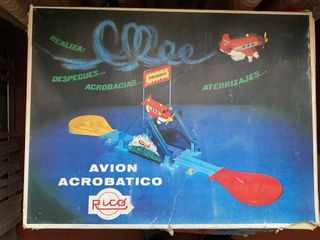 REALIZA:
DESPEGUES...
ACROBACIAS...
ATERRIZAJES...
AVION
ACROBATICO
RICO